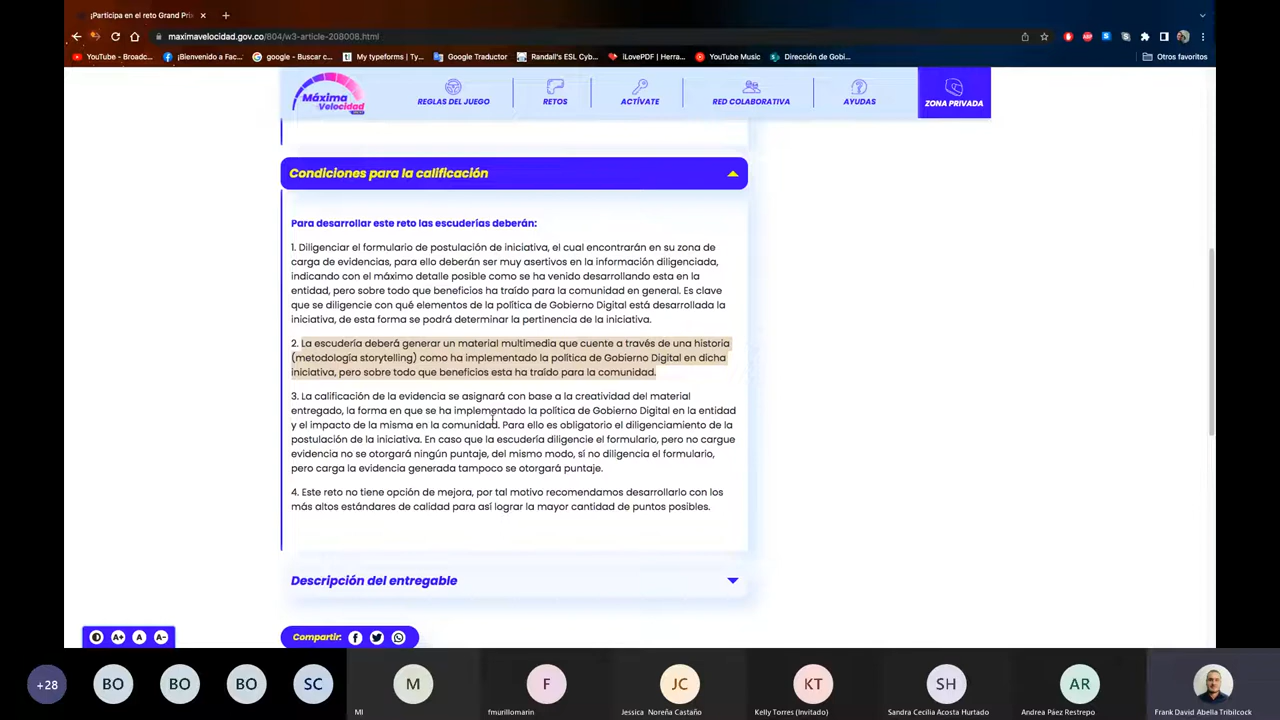 ¡Participa en el reto Grand Prix
maximavelocidad.gov.co/804/w3-article-208008.html
YouTube - Broadc...
¡Bienvenido a Fac...
google - Buscar c...
My typeforms | Ty...
Google Traductor
Randall's ESL Cyb...
iLovePDF | Herra...
YouTube Music
Dirección de Gobi...
Otros favoritos
Máxima
Velocidad
REGLAS DEL JUEGO
RETOS
ACTÍVATE
RED COLABORATIVA
AYUDAS
ZONA PRIVADA
Condiciones para la calificación
Para desarrollar este reto las escuderías deberán:
1. Diligenciar el formulario de postulación de iniciativa, el cual encontrarán en su zona de
carga de evidencias, para ello deberán ser muy asertivos en la información diligenciada,
indicando con el máximo detalle posible como se ha venido desarrollando esta en la
entidad, pero sobre todo que beneficios ha traído para la comunidad en general. Es clave
que se diligencie con qué elementos de la política de Gobierno Digital está desarrollada la
iniciativa, de esta forma se podrá determinar la pertinencia de la iniciativa.
2. La escudería deberá generar un material multimedia que cuente a través de una historia
(metodología storytelling) como ha implementado la política de Gobierno Digital en dicha
iniciativa, pero sobre todo que beneficios esta ha traído para la comunidad.
3. La calificación de la evidencia se asignará con base a la creatividad del material
entregado, la forma en que se ha implementado la política de Gobierno Digital en la entidad
y el impacto de la misma en la comunidad. Para ello es obligatorio el diligenciamiento de la
postulación de la iniciativa. En caso que la escudería diligencie el formulario, pero no cargue
evidencia no se otorgará ningún puntaje, del mismo modo, sí no diligencia el formulario,
pero carga la evidencia generada tampoco se otorgará puntaje.
4. Este reto no tiene opción de mejora, por tal motivo recomendamos desarrollarlo con los
más altos estándares de calidad para así lograr la mayor cantidad de puntos posibles.
Descripción del entregable
A+
A
A-
Compartir:
+28
BO
BO
BO
SC
M
F
JC
KT
SH
AR
MI
fmurillomarin
Jessica Noreña Castaño
Kelly Torres (Invitado)
Sandra Cecilia Acosta Hurtado
Andrea Páez Restrepo
Frank David Abella Tribilcock